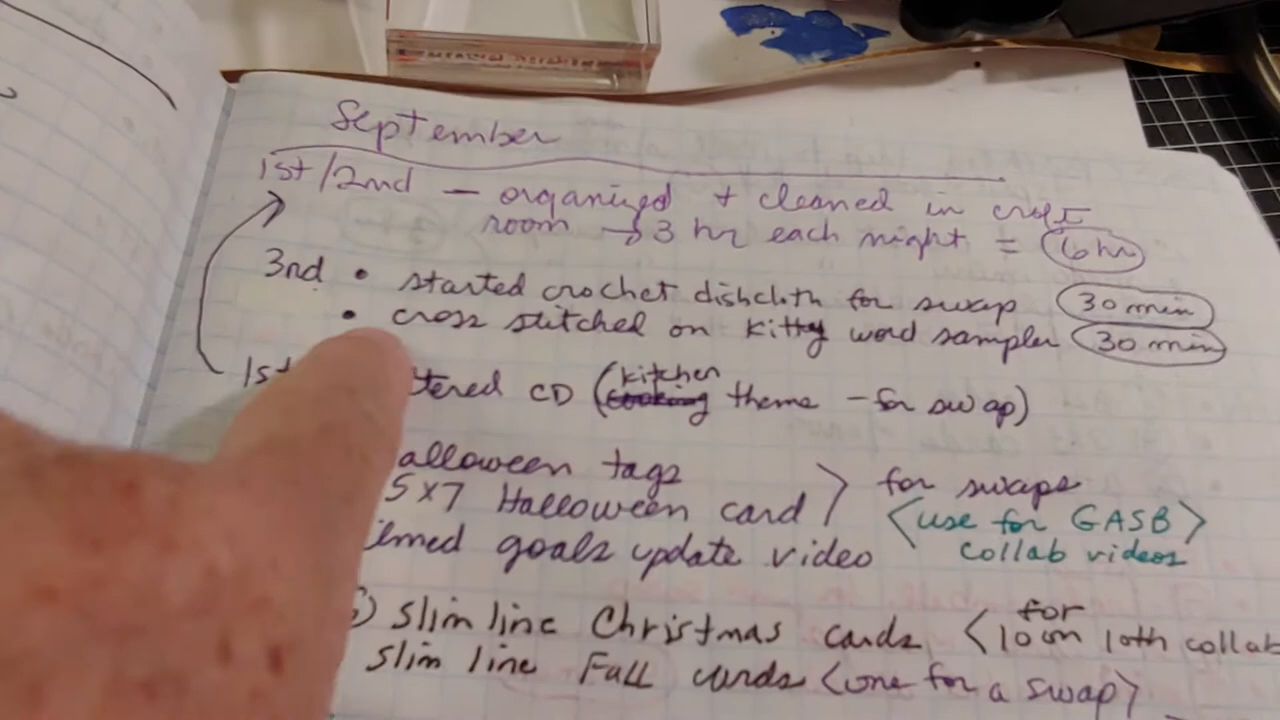 September
1st/2nd — organized + cleaned in craft
room → 3 hr each night = 6 hr
3nd • started crochet dishcloth for swap 30 min
• cross stitched on kitty word sampler 30 min
1st tered CD (kitchen
cooking theme - for swap)
alloween tags
5x7 Halloween card } for swaps
<use for GASB>
collab videos
lmed goals update video
) slim line Christmas cards <for
10 on 10th collab
slim line Fall cards <one for a swap>